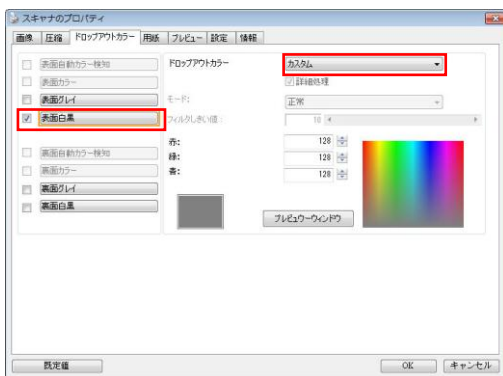 スキャナのプロパティ
画像 圧縮 ドロップアウトカラー 用紙 プレビュー 設定 情報
表面自動カラー検知
表面カラー
表面グレイ
表面白黒
裏面自動カラー検知
裏面カラー
裏面グレイ
裏面白黒
ドロップアウトカラー カスタム
詳細処理
モード: 正常
フィルタしきい値: 10
赤: 128
緑: 128
青: 128
プレビューウィンドウ
既定値 OK キャンセル